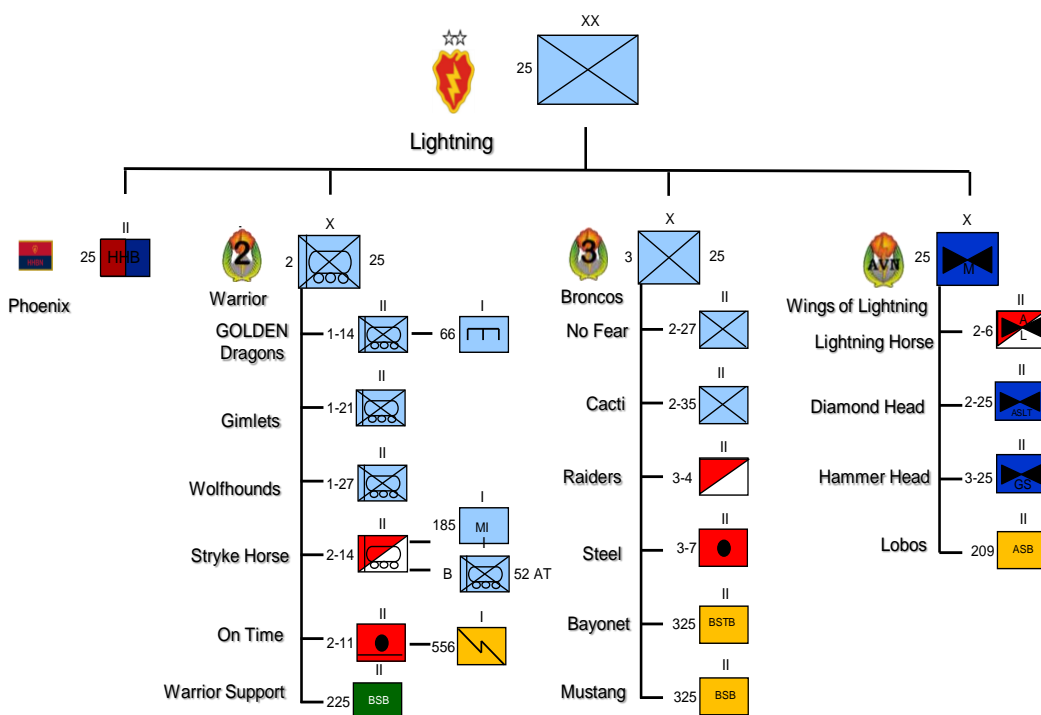 XX
25
Lightning
II
25 HHB
HHB
Phoenix
X
2
2 25
Warrior
X
3
3 25
Broncos
X
AVN
25 M
Wings of Lightning
GOLDEN
Dragons
II
1-14
I
66
Gimlets
II
1-21
Wolfhounds
II
1-27
Stryke Horse
II
2-14
I
185 MI
I
B 52 AT
On Time
II
2-11
I
556
Warrior Support
II
225 BSB
No Fear
II
2-27
Cacti
II
2-35
Raiders
II
3-4
Steel
II
3-7
Bayonet
II
325 BSTB
Mustang
II
325 BSB
Lightning Horse
II
2-6 A
L
Diamond Head
II
2-25 ASLT
Hammer Head
II
3-25 GS
Lobos
II
209 ASB